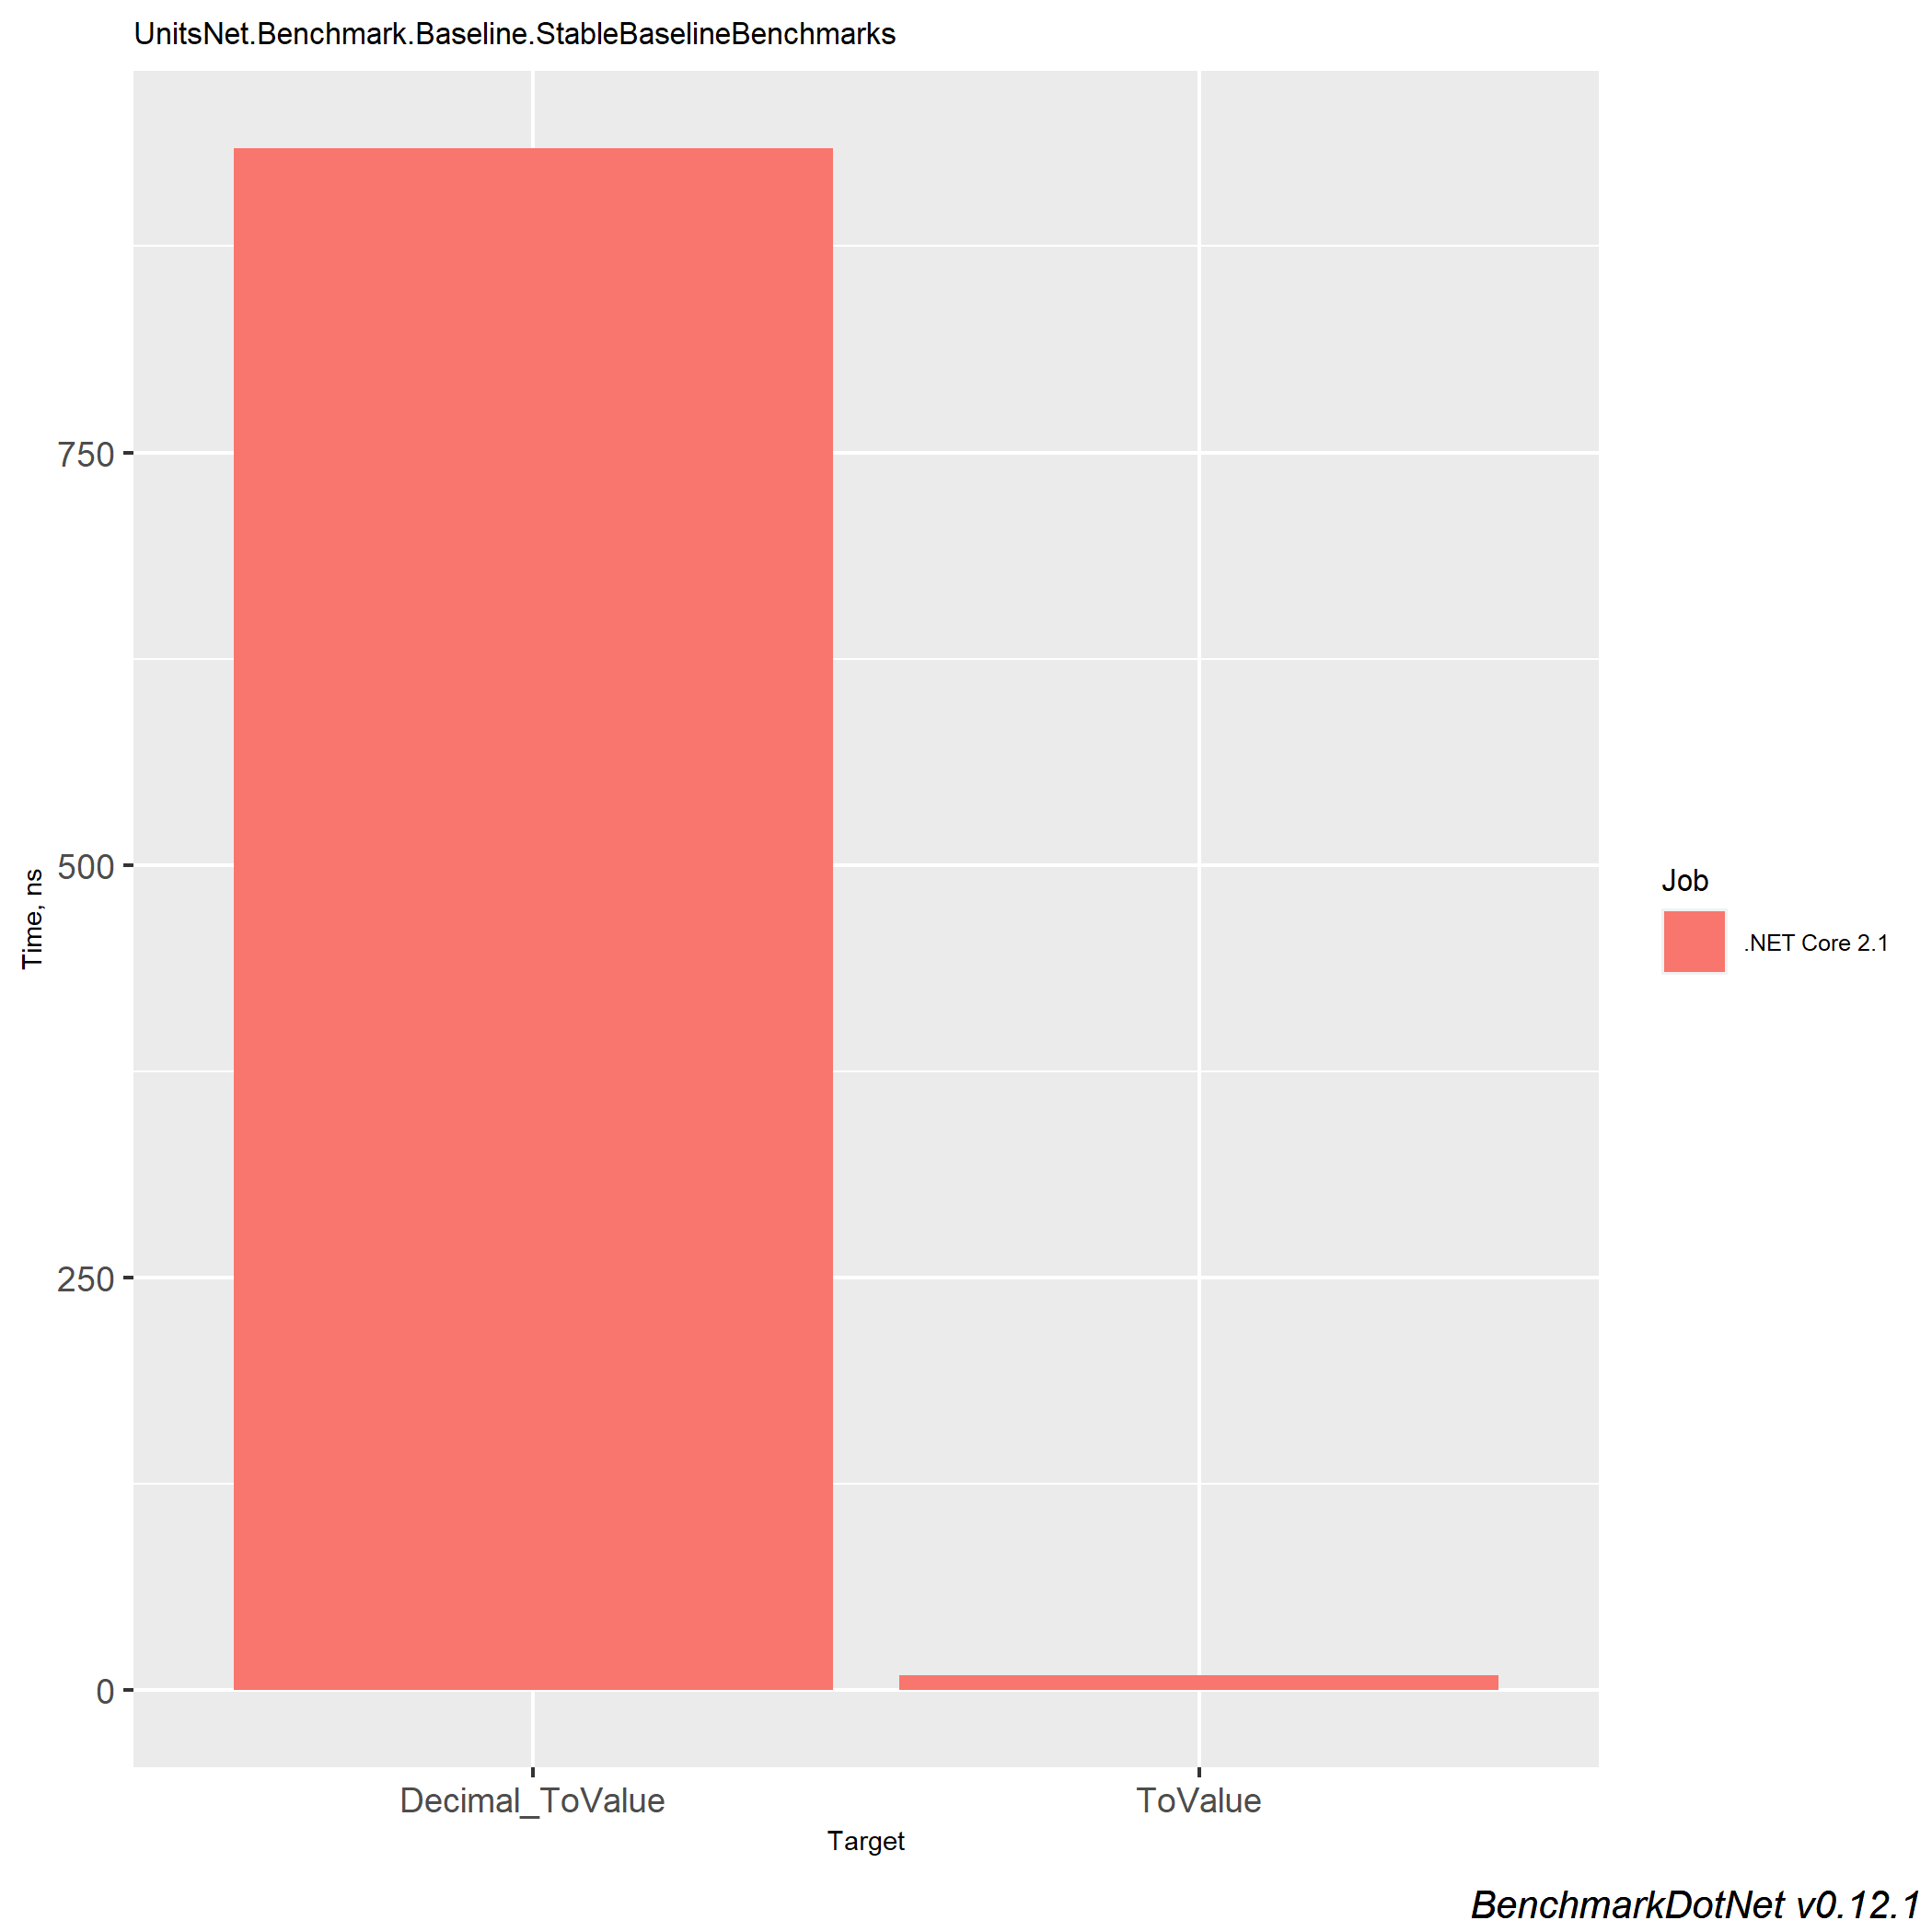 UnitsNet.Benchmark.Baseline.StableBaselineBenchmarks
Time, ns
750
500
250
0
Decimal_ToValue
ToValue
Target
Job
.NET Core 2.1
BenchmarkDotNet v0.12.1